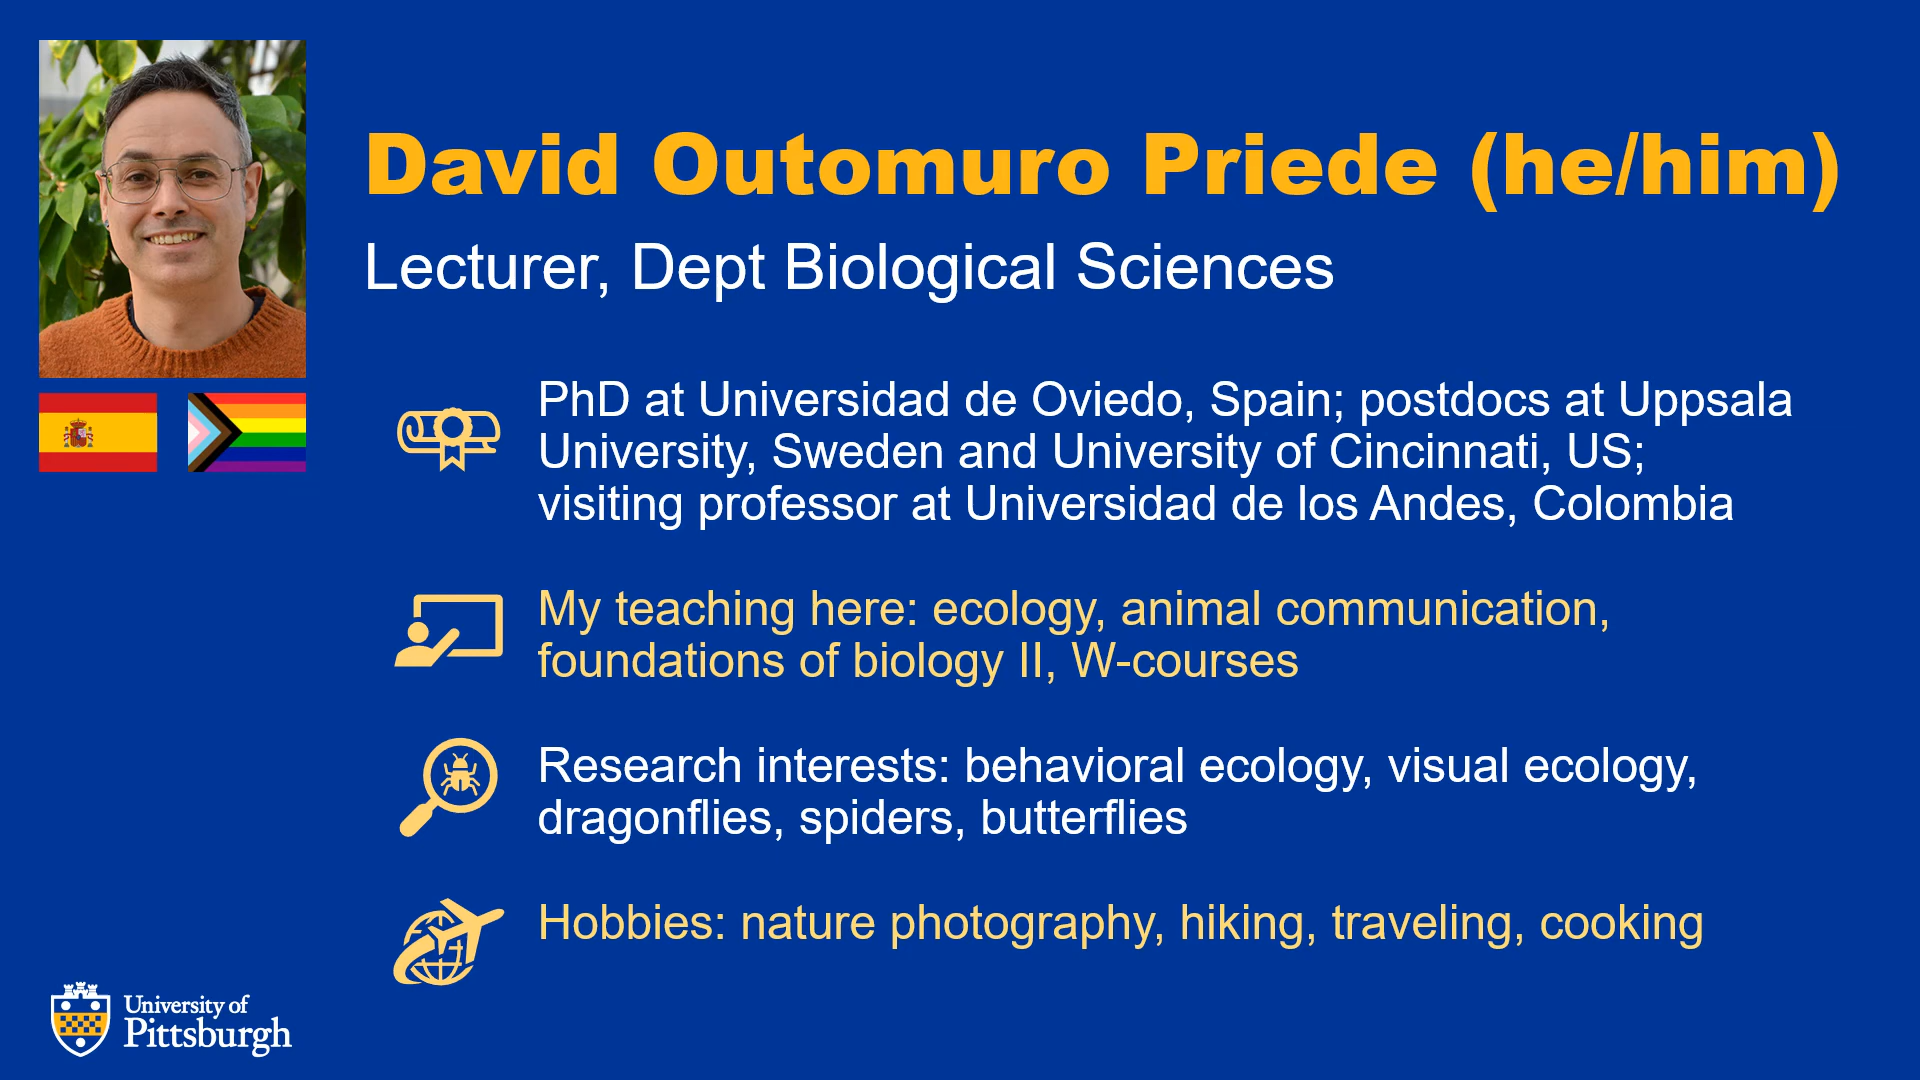 David Outomuro Priede (he/him)
Lecturer, Dept Biological Sciences
PhD at Universidad de Oviedo, Spain; postdocs at Uppsala
University, Sweden and University of Cincinnati, US;
visiting professor at Universidad de los Andes, Colombia
My teaching here: ecology, animal communication,
foundations of biology II, W-courses
Research interests: behavioral ecology, visual ecology,
dragonflies, spiders, butterflies
Hobbies: nature photography, hiking, traveling, cooking
University of
Pittsburgh